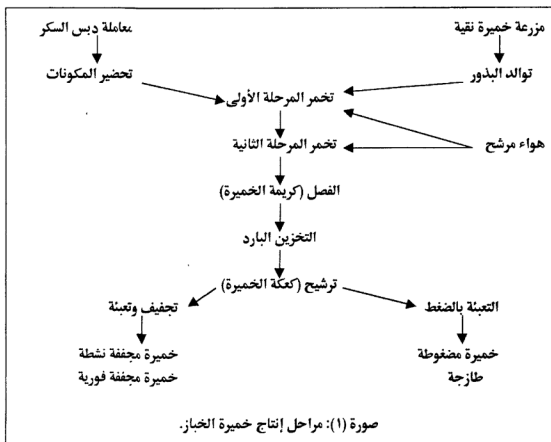 مزرعة خميرة نقية
معاملة دبس السكر
توالد البذور
تحضير المكونات
تخمر المرحلة الأولى
هواء مرشح
تخمر المرحلة الثانية
الفصل (كريمة الخميرة)
التخزين البارد
ترشيح (كعكة الخميرة)
التعبئة بالضغط
تجفيف وتعبئة
خميرة مضغوطة
طازجة
خميرة مجففة نشطة
خميرة مجففة فورية
صورة (١): مراحل إنتاج خميرة الخباز.